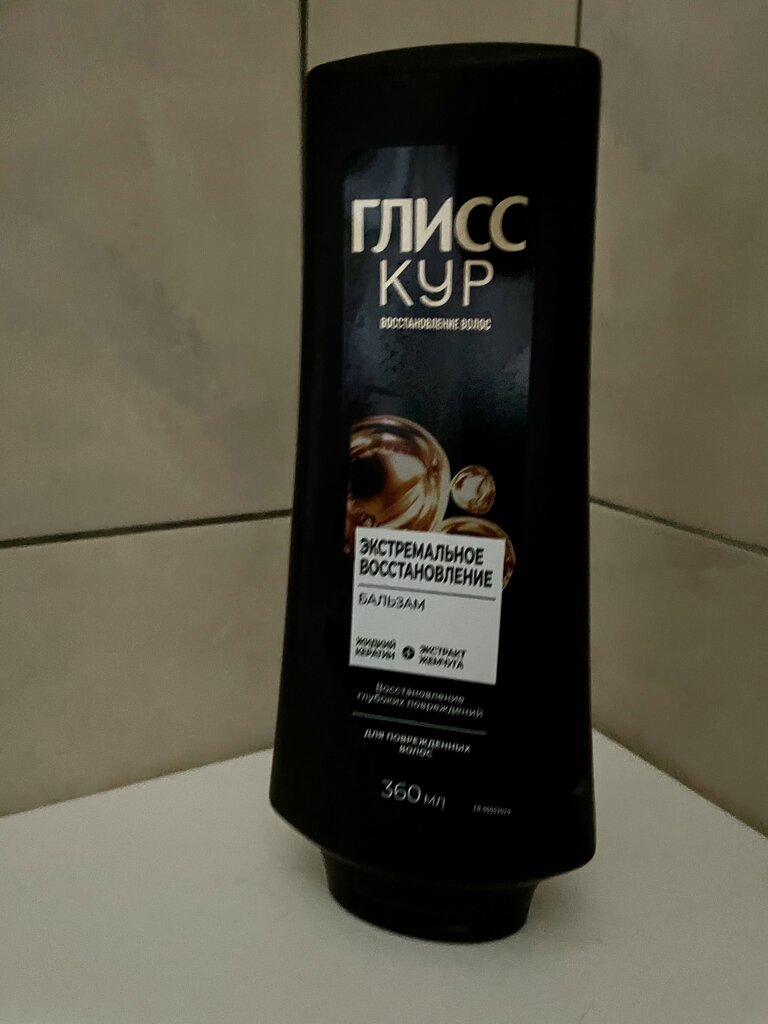 ГЛИСС
КУР
ВОССТАНОВЛЕНИЕ ВОЛОС
ЭКСТРЕМАЛЬНОЕ
ВОССТАНОВЛЕНИЕ
БАЛЬЗАМ
ЖИДКИЙ
КЕРАТИН
+
ЭКСТРАКТ
ЖЕМЧУГА
Восстановление
глубоких повреждений
ДЛЯ ПОВРЕЖДЕННЫХ
ВОЛОС
360 мл